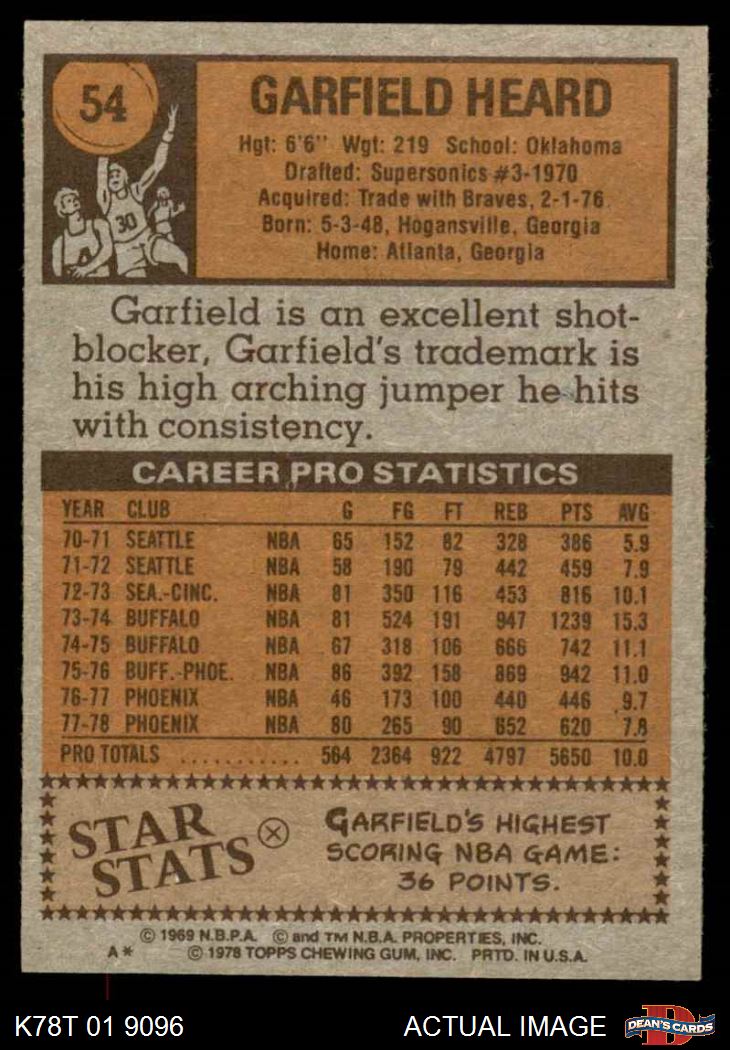 54
GARFIELD HEARD
Hgt: 6'6" Wgt: 219 School: Oklahoma
Drafted: Supersonics #3-1970
Acquired: Trade with Braves, 2-1-76
Born: 5-3-48, Hogansville, Georgia
Home: Atlanta, Georgia
30
4
Garfield is an excellent shot-
blocker, Garfield's trademark is
his high arching jumper he hits
with consistency.
CAREER PRO STATISTICS
YEAR CLUB G FG FT REB PTS AVG
70-71 SEATTLE NBA 65 152 82 328 386 5.9
71-72 SEATTLE NBA 58 190 79 442 459 7.9
72-73 SEA.-CINC. NBA 81 350 116 453 816 10.1
73-74 BUFFALO NBA 81 524 191 947 1239 15.3
74-75 BUFFALO NBA 67 318 106 666 742 11.1
75-76 BUFF.-PHOE. NBA 86 392 158 869 942 11.0
76-77 PHOENIX NBA 46 173 100 440 446 9.7
77-78 PHOENIX NBA 80 265 90 652 620 7.8
PRO TOTALS ........... 564 2364 922 4797 5650 10.0
STAR
STATS
GARFIELD'S HIGHEST
SCORING NBA GAME:
36 POINTS.
© 1969 N.B.P.A. © and TM N.B.A. PROPERTIES, INC.
A* © 1978 TOPPS CHEWING GUM, INC. PRTD. IN U.S.A.
K78T 01 9096 ACTUAL IMAGE DEAN'S CARDS